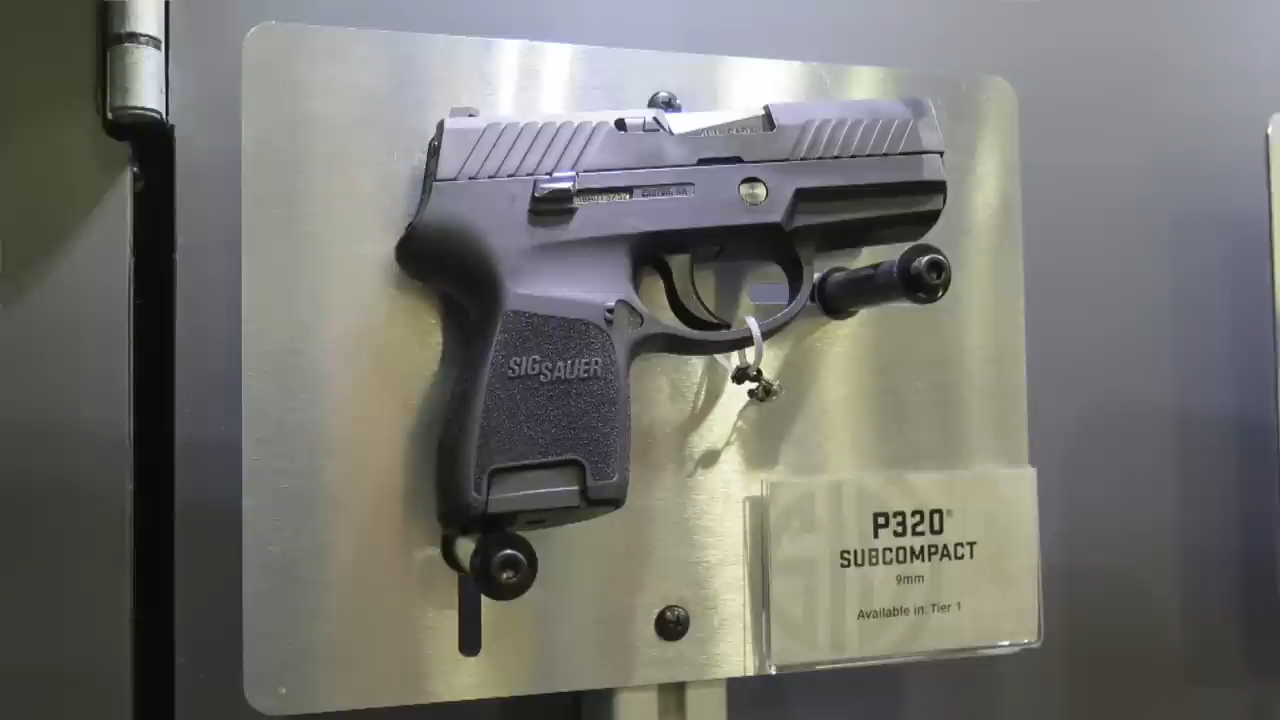 SIG SAUER
P320®
SUBCOMPACT
9mm
Available in: Tier 1